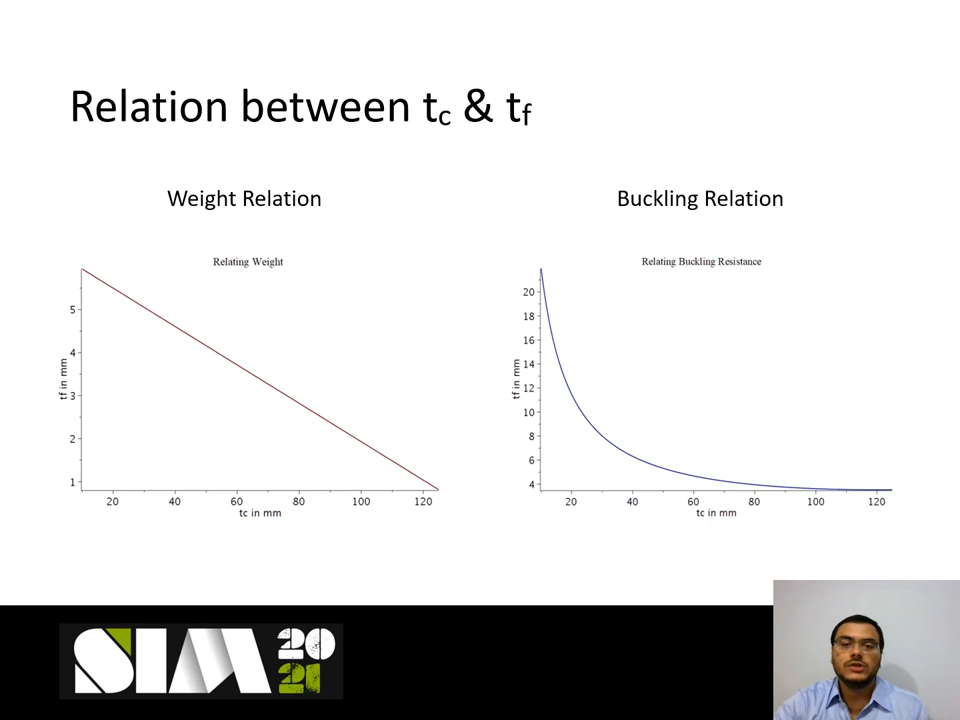 Relation between tc & tf
Weight Relation
Buckling Relation
Relating Weight
5
4
3
2
1
tf in mm
20 40 60 80 100 120
tc in mm
Relating Buckling Resistance
20
18
16
14
12
10
8
6
4
tf in mm
20 40 60 80 100 120
tc in mm
SIM 20
21